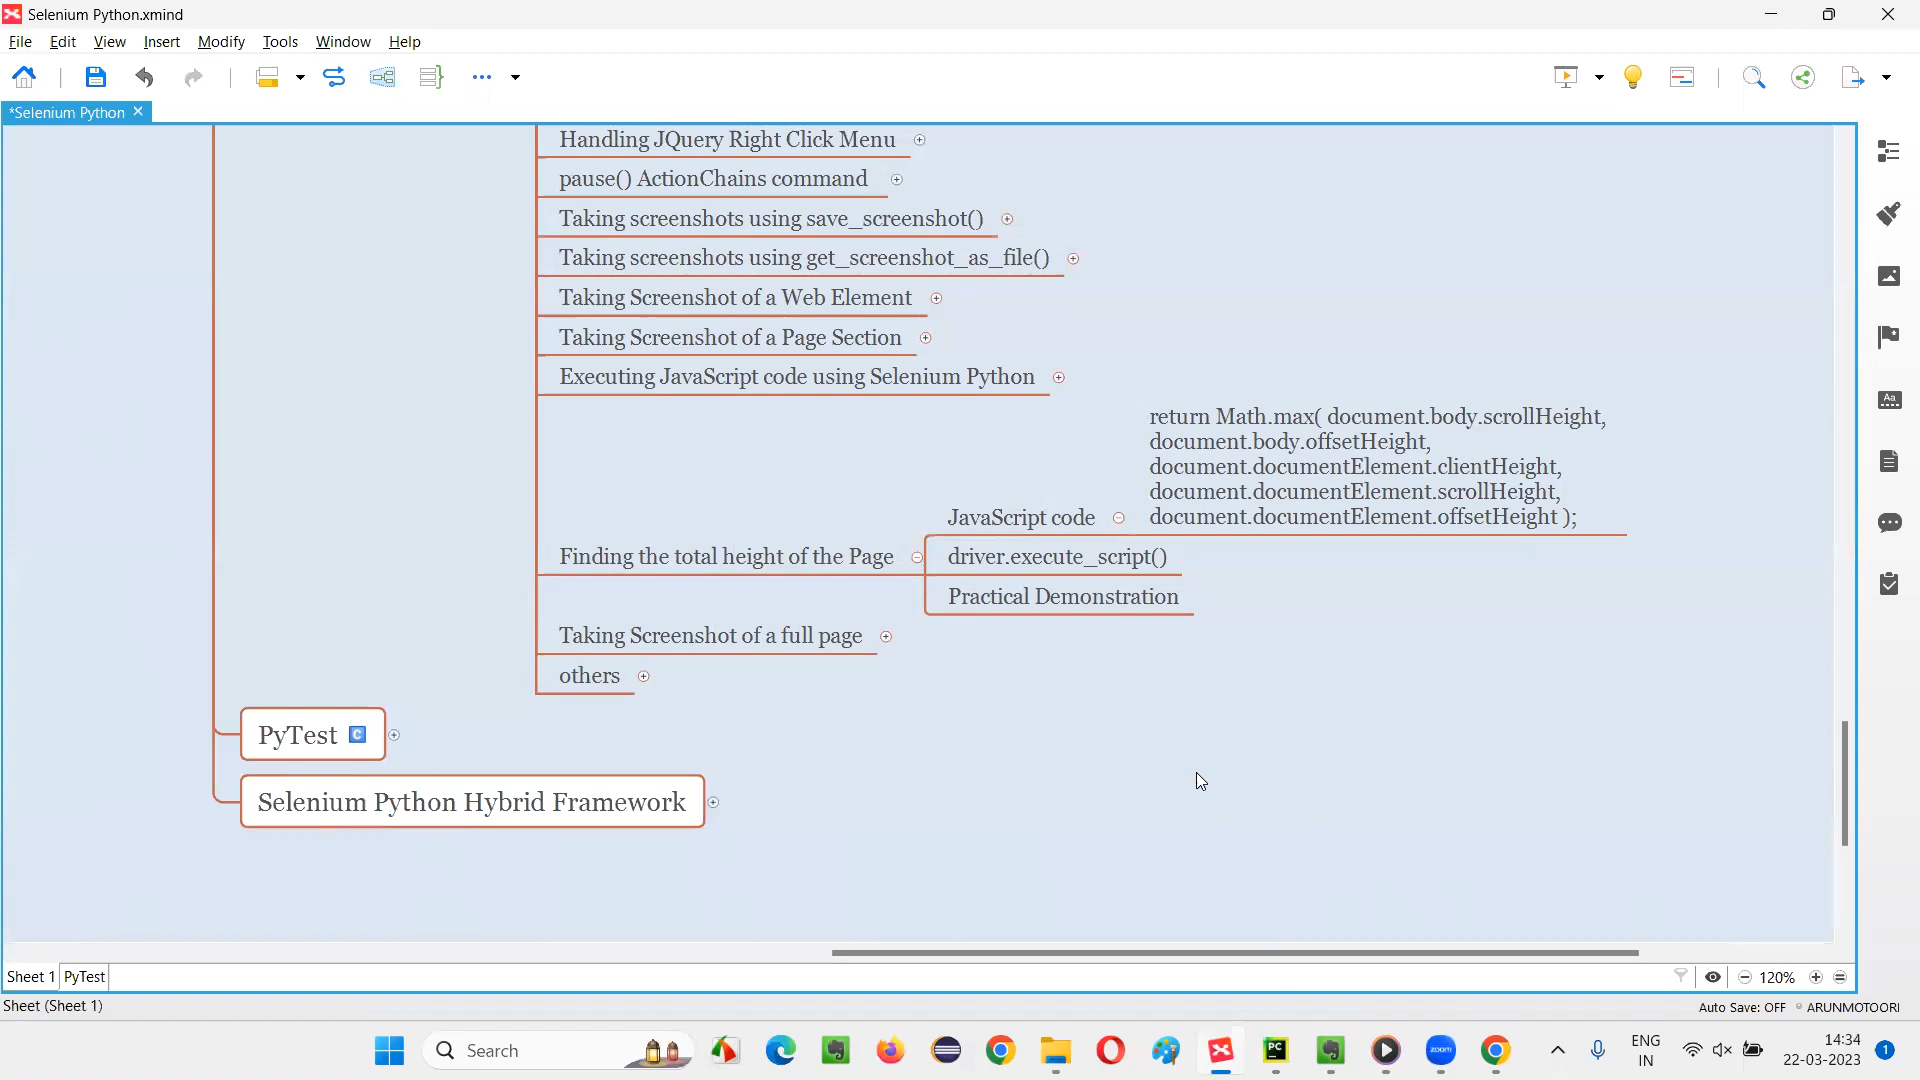 Selenium Python.xmind
File Edit View Insert Modify Tools Window Help
*Selenium Python
Handling JQuery Right Click Menu
pause() ActionChains command
Taking screenshots using save_screenshot()
Taking screenshots using get_screenshot_as_file()
Taking Screenshot of a Web Element
Taking Screenshot of a Page Section
Executing JavaScript code using Selenium Python
return Math.max( document.body.scrollHeight,
document.body.offsetHeight,
document.documentElement.clientHeight,
document.documentElement.scrollHeight,
document.documentElement.offsetHeight );
JavaScript code
Finding the total height of the Page
driver.execute_script()
Practical Demonstration
Taking Screenshot of a full page
others
PyTest C
Selenium Python Hybrid Framework
Aa
Sheet 1 PyTest
120%
Sheet (Sheet 1)
Auto Save: OFF ARUNMOTOORI
Search
PC
zoom
ENG
IN
14:34
22-03-2023
1